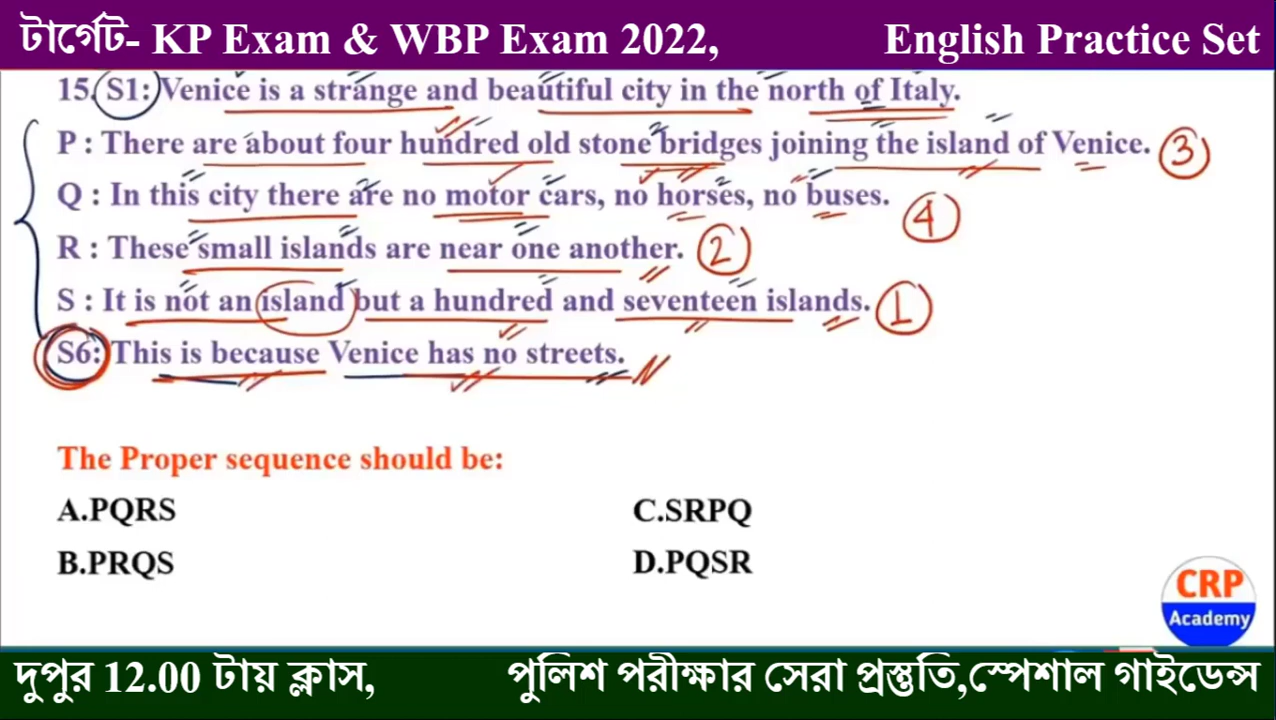 টার্গেট- KP Exam & WBP Exam 2022, English Practice Set
15. S1: Venice is a strange and beautiful city in the north of Italy.
P : There are about four hundred old stone bridges joining the island of Venice. 3
Q : In this city there are no motor cars, no horses, no buses. 4
R : These small islands are near one another. 2
S : It is not an island but a hundred and seventeen islands. 1
S6: This is because Venice has no streets.
The Proper sequence should be:
A.PQRS C.SRPQ
B.PRQS D.PQSR
CRP
Academy
দুপুর 12.00 টায় ক্লাস, পুলিশ পরীক্ষার সেরা প্রস্তুতি,স্পেশাল গাইডেন্স